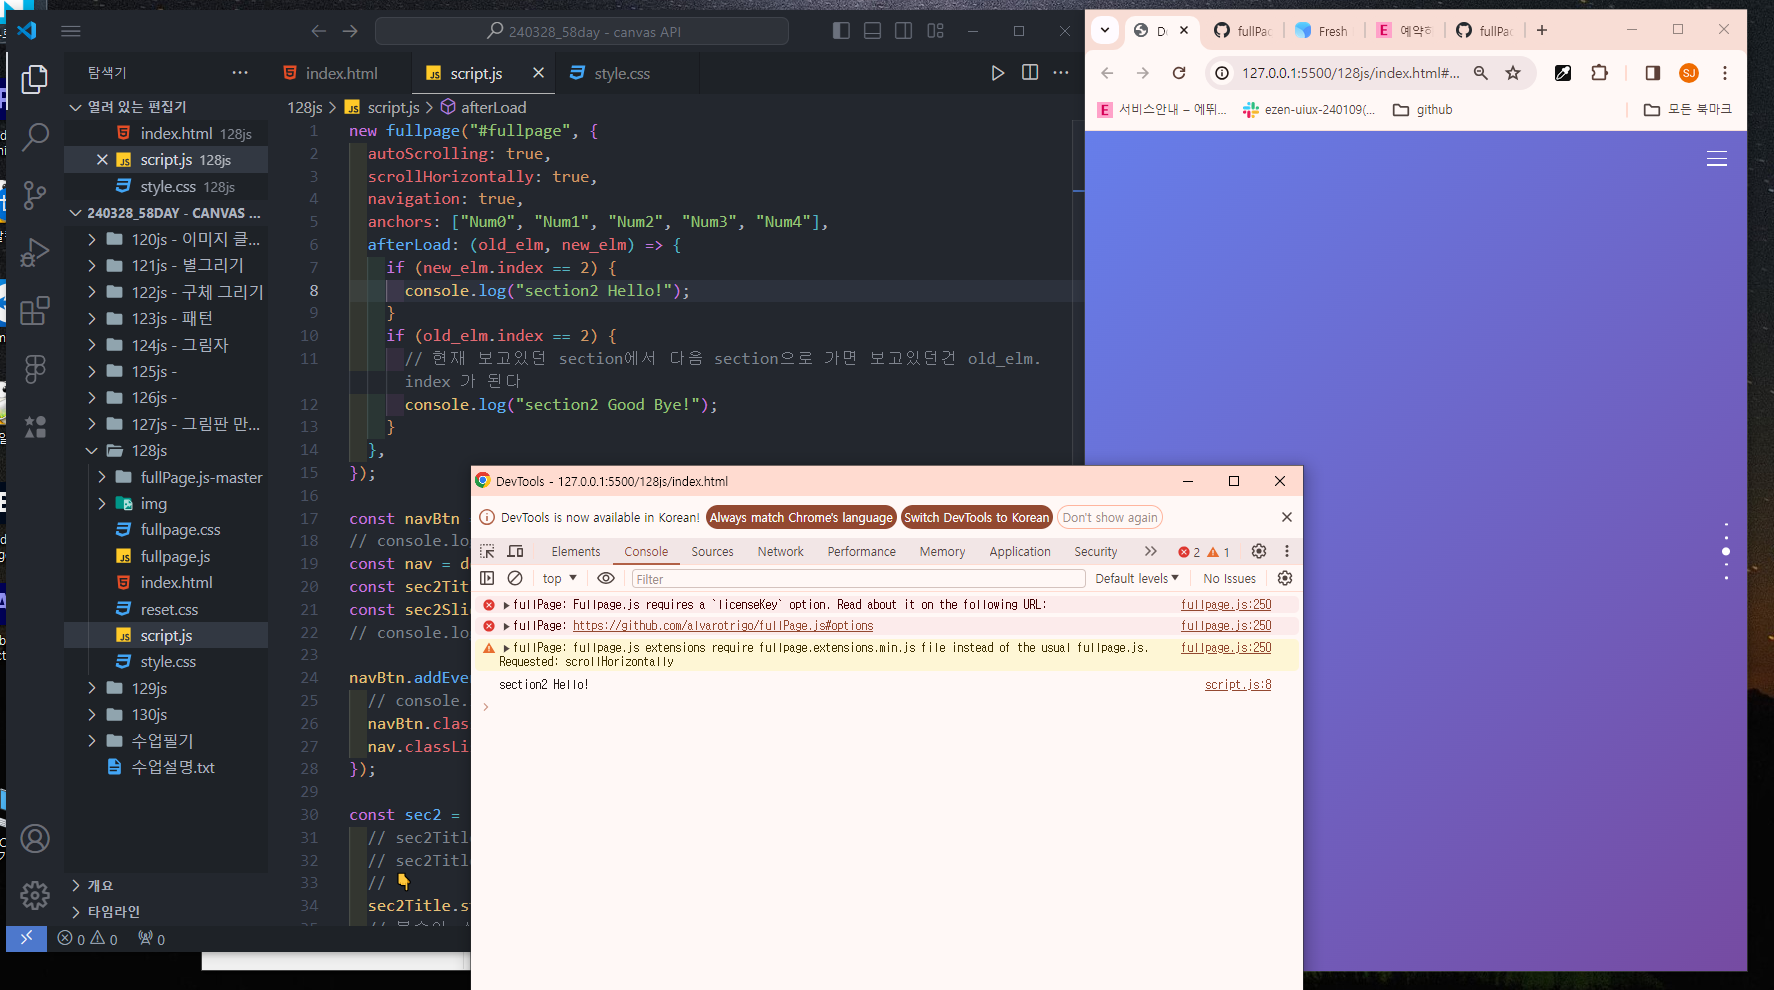 240328_58day - canvas API
탐색기
index.html
script.js
style.css
열려 있는 편집기
index.html 128js
script.js 128js
style.css 128js
240328_58DAY - CANVAS ...
120js - 이미지 클...
121js - 별그리기
122js - 구체 그리기
123js - 패턴
124js - 그림자
125js -
126js -
127js - 그림판 만...
128js
fullPage.js-master
img
fullpage.css
fullpage.js
index.html
reset.css
script.js
style.css
129js
130js
수업필기
수업설명.txt
개요
타임라인
0 0 0
128js > script.js > afterLoad
1 new fullpage("#fullpage", {
2 autoScrolling: true,
3 scrollHorizontally: true,
4 navigation: true,
5 anchors: ["Num0", "Num1", "Num2", "Num3", "Num4"],
6 afterLoad: (old_elm, new_elm) => {
7 if (new_elm.index == 2) {
8 console.log("section2 Hello!");
9 }
10 if (old_elm.index == 2) {
11 // 현재 보고있던 section에서 다음 section으로 가면 보고있던건 old_elm.
index 가 된다
12 console.log("section2 Good Bye!");
13 }
14 },
15 });
16
17 const navBtn
18 // console.lo
19 const nav = d
20 const sec2Tit
21 const sec2Sli
22 // console.lo
23
24 navBtn.addEve
25 // console.
26 navBtn.clas
27 nav.classLi
28 });
29
30 const sec2 =
31 // sec2Titl
32 // sec2Titl
33 // 👇
34 sec2Title.s
DevTools - 127.0.0.1:5500/128js/index.html
DevTools is now available in Korean! Always match Chrome's language Switch DevTools to Korean Don't show again
Elements Console Sources Network Performance Memory Application Security 2 1
top Filter Default levels No Issues
fullPage: Fullpage.js requires a `licenseKey` option. Read about it on the following URL: fullpage.js:250
fullPage: https://github.com/alvarotrigo/fullPage.js#options fullpage.js:250
fullPage: fullpage.js extensions require fullpage.extensions.min.js file instead of the usual fullpage.js. fullpage.js:250
Requested: scrollHorizontally
section2 Hello! script.js:8
fullPa
Fresh
예약하
fullPa
127.0.0.1:5500/128js/index.html#...
SJ
서비스안내 – 에뛰...
ezen-uiux-240109(...
github
모든 북마크